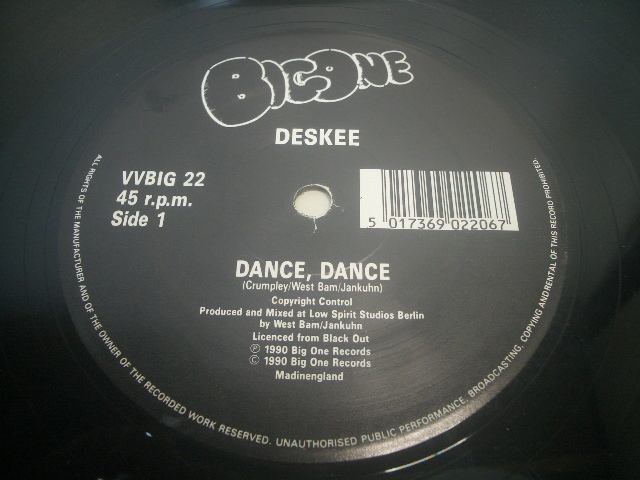 BIG ONE
DESKEE
VVBIG 22
45 r.p.m.
Side 1
5 017369 022067
DANCE, DANCE
(Crumpley/West Bam/Jankuhn)
Copyright Control
Produced and Mixed at Low Spirit Studios Berlin
by West Bam/Jankuhn
Licenced from Black Out
℗ 1990 Big One Records
© 1990 Big One Records
Madinengland
ALL RIGHTS OF THE MANUFACTURER AND OF THE OWNER OF THE RECORDED WORK RESERVED. UNAUTHORISED PUBLIC PERFORMANCE, BROADCASTING, COPYING AND RENTAL OF THIS RECORD PROHIBITED.